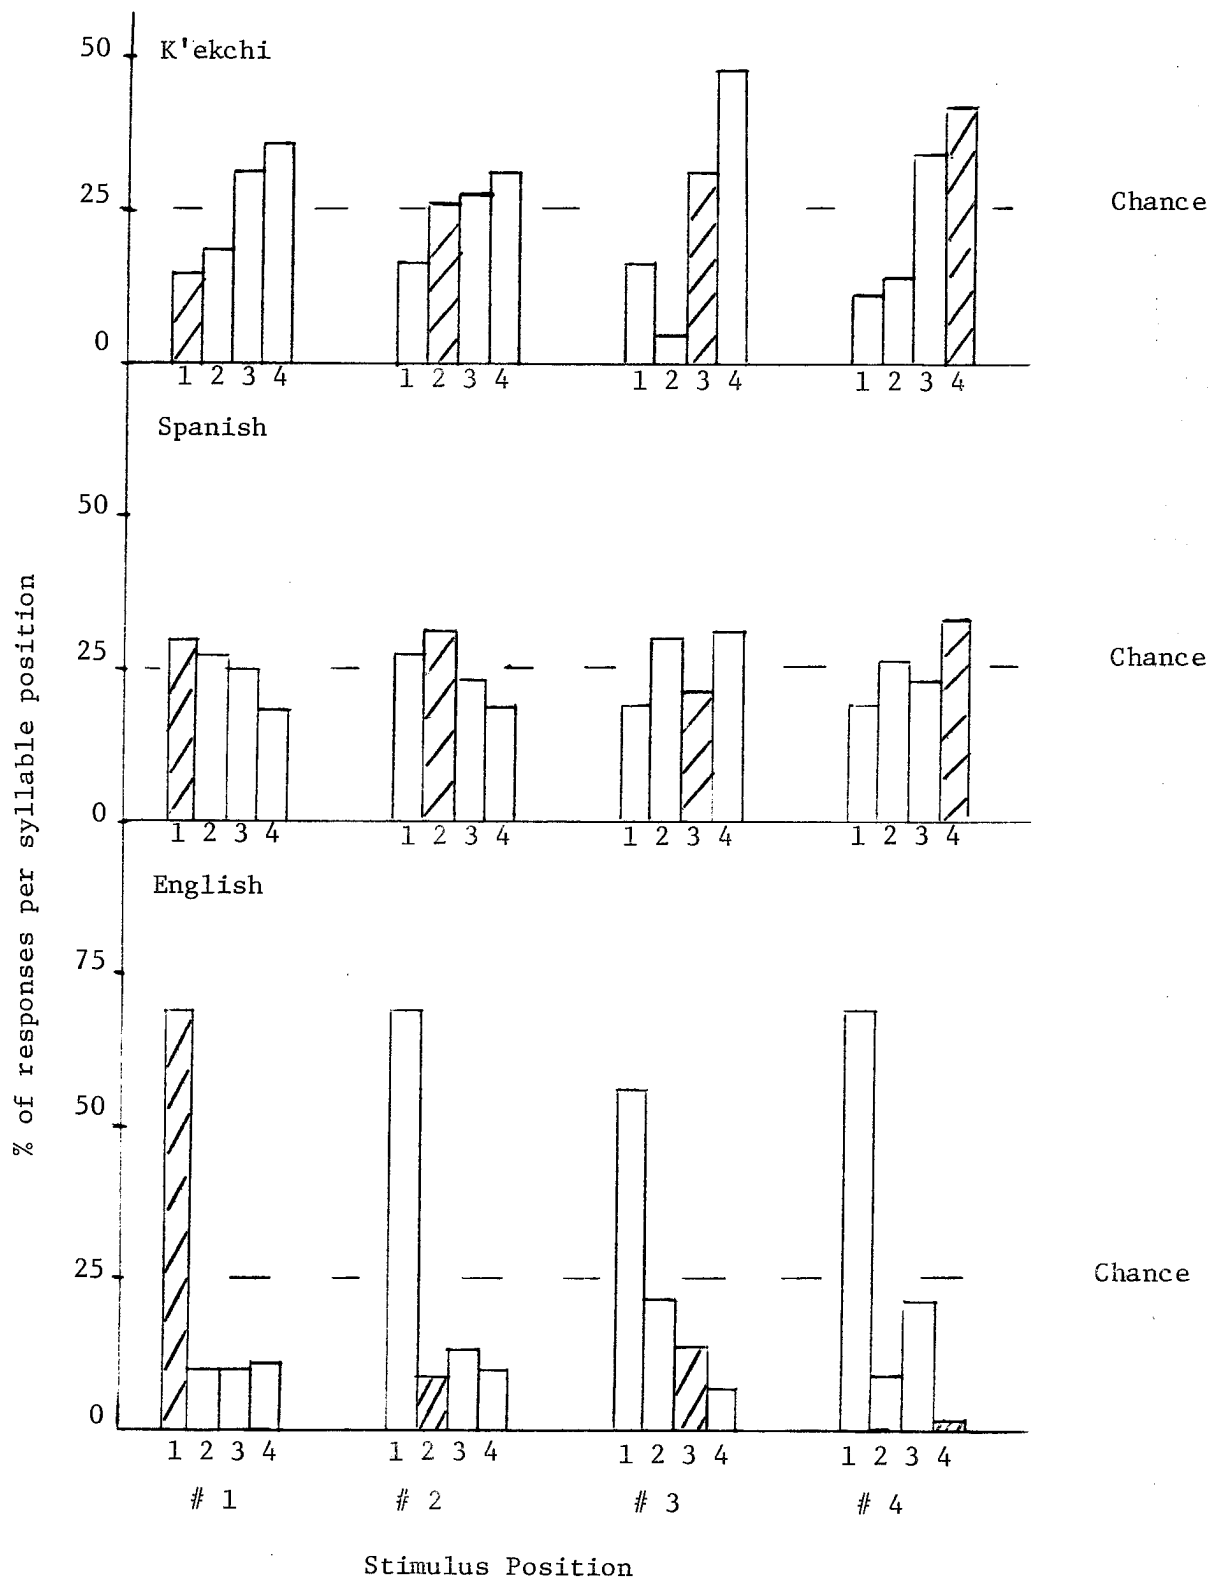 50 K'ekchi
25 Chance
0
1 2 3 4 1 2 3 4 1 2 3 4 1 2 3 4
Spanish
50
25 Chance
0
1 2 3 4 1 2 3 4 1 2 3 4 1 2 3 4
English
75
50
25 Chance
0
1 2 3 4 1 2 3 4 1 2 3 4 1 2 3 4
# 1 # 2 # 3 # 4
Stimulus Position
% of responses per syllable position